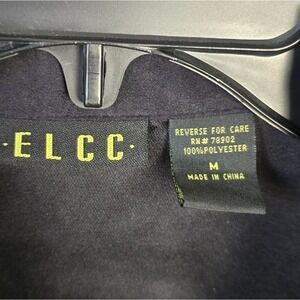 ·ELCC·
REVERSE FOR CARE
RN# 78902
100%POLYESTER
M
MADE IN CHINA